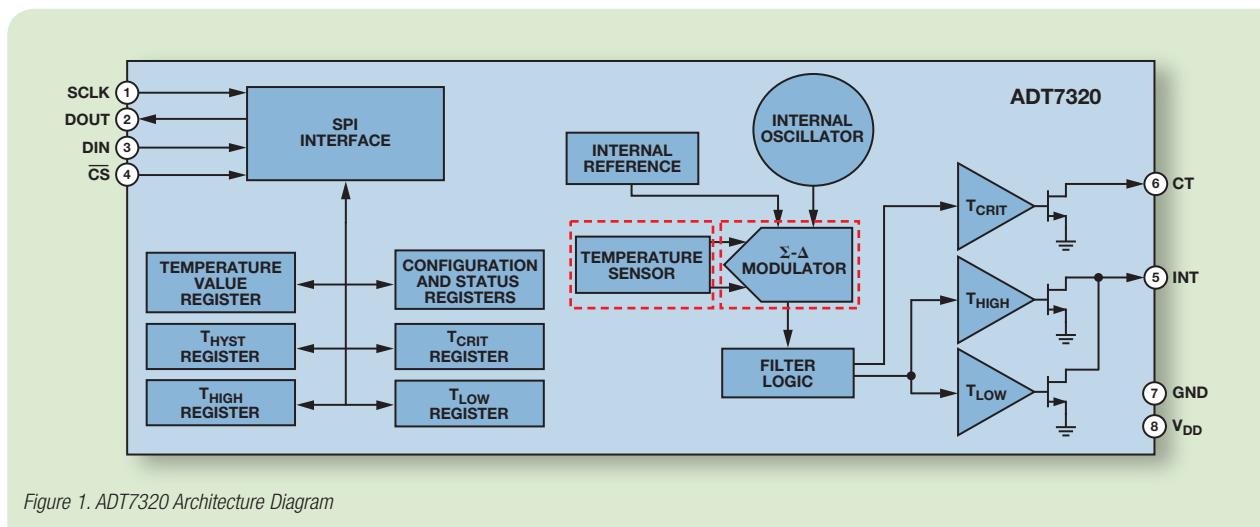 ADT7320
SCLK 1
DOUT 2
DIN 3
CS 4
SPI
INTERFACE
INTERNAL
OSCILLATOR
INTERNAL
REFERENCE
TEMPERATURE
SENSOR
Σ-Δ
MODULATOR
FILTER
LOGIC
TEMPERATURE
VALUE
REGISTER
CONFIGURATION
AND STATUS
REGISTERS
THYST
REGISTER
TCRIT
REGISTER
THIGH
REGISTER
TLOW
REGISTER
TCRIT
THIGH
TLOW
6 CT
5 INT
7 GND
8 VDD
Figure 1. ADT7320 Architecture Diagram